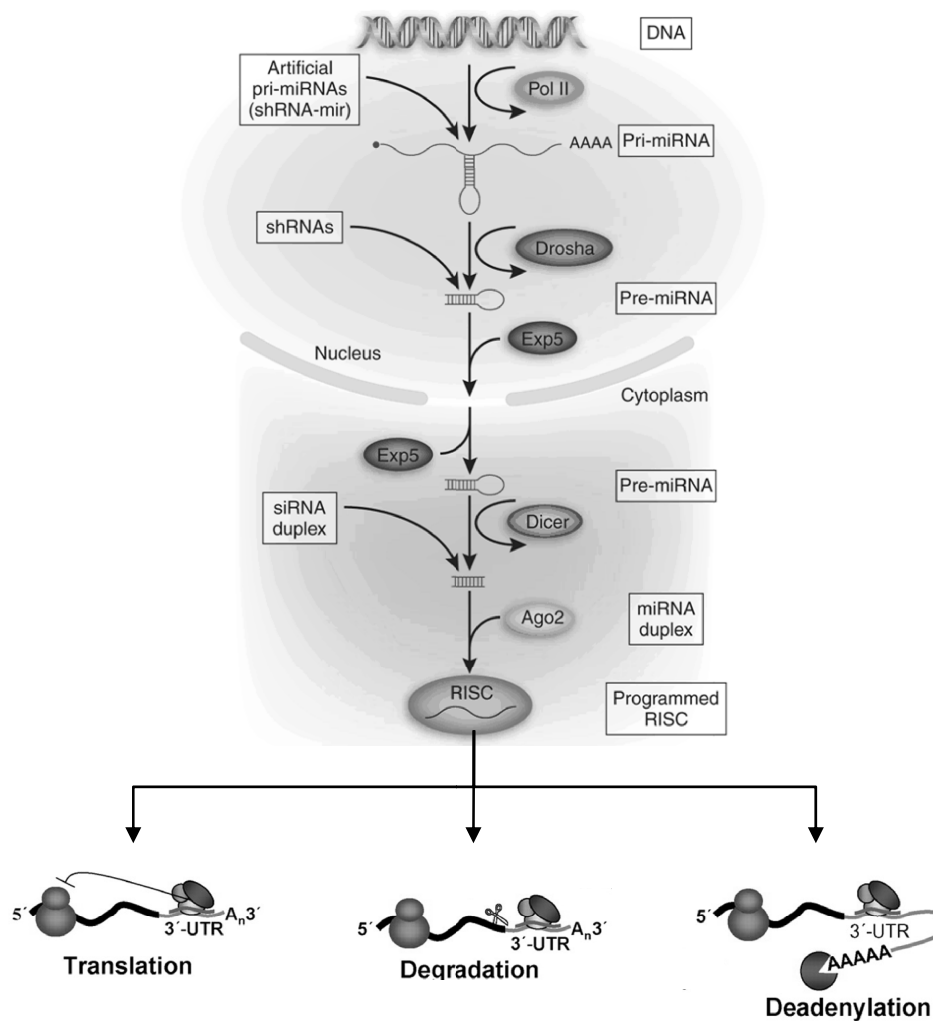 DNA
Artificial
pri-miRNAs
(shRNA-mir)
Pol II
AAAA
Pri-miRNA
shRNAs
Drosha
Pre-miRNA
Exp5
Nucleus
Cytoplasm
Exp5
Pre-miRNA
siRNA
duplex
Dicer
Ago2
miRNA
duplex
RISC
Programmed
RISC
5´
3´-UTR
An3´
Translation
5´
3´-UTR
An3´
Degradation
5´
3´-UTR
AAAAA
Deadenylation